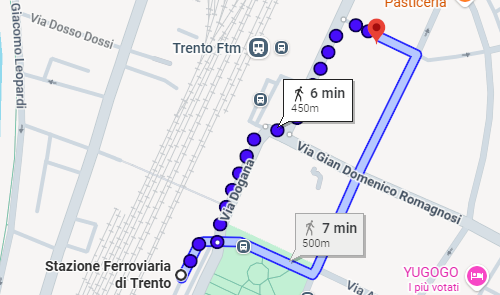 Pasticceria
Via Dosso Dossi
Giacomo Leopardi
Trento Ftm
6 min
450m
Via Gian Domenico Romagnosi
Via Dogana
7 min
500m
Stazione Ferroviaria
di Trento
Via A
YUGOGO
I più votati